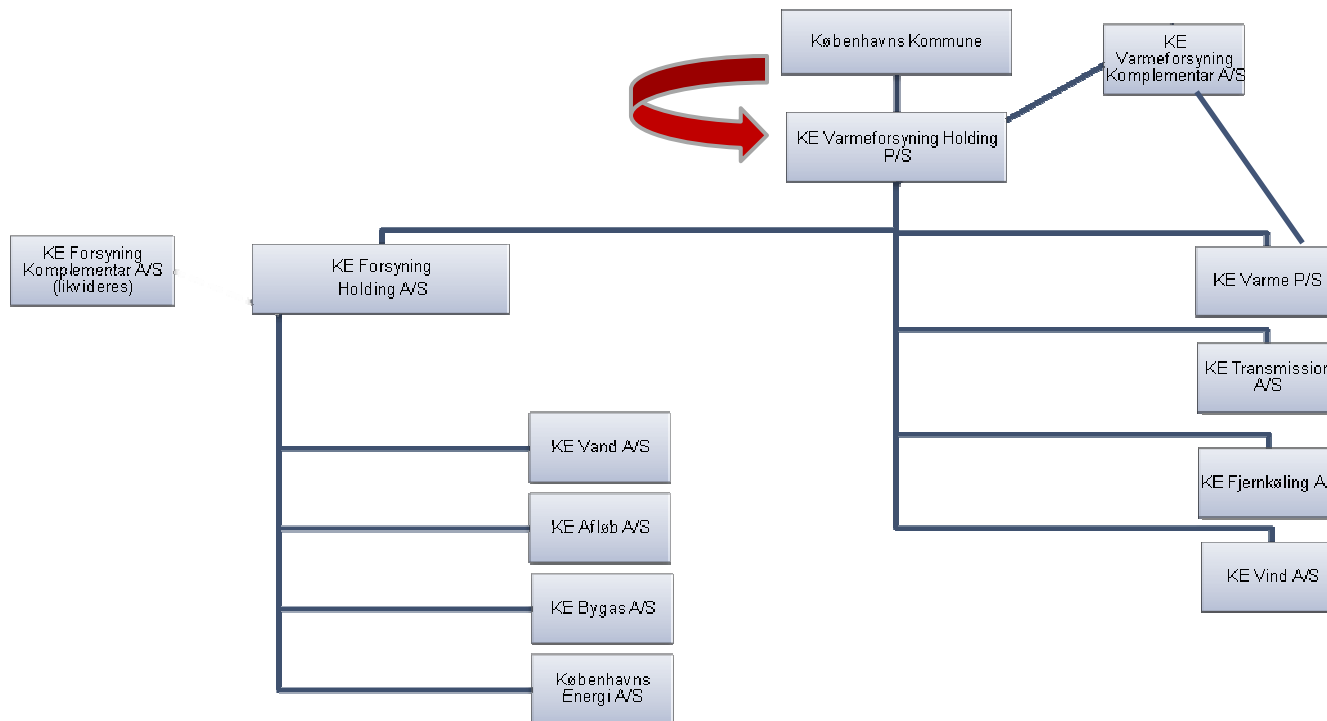 Københavns Kommune
KE
Varmeforsyning
Komplementar A/S
KE Varmeforsyning Holding
P/S
KE Forsyning
Komplementar A/S
(likvideres)
KE Forsyning
Holding A/S
KE Varme P/S
KE Transmission
A/S
KE Vand A/S
KE Fjernkøling A/
KE Afløb A/S
KE Vind A/S
KE Bygas A/S
Københavns
Energi A/S